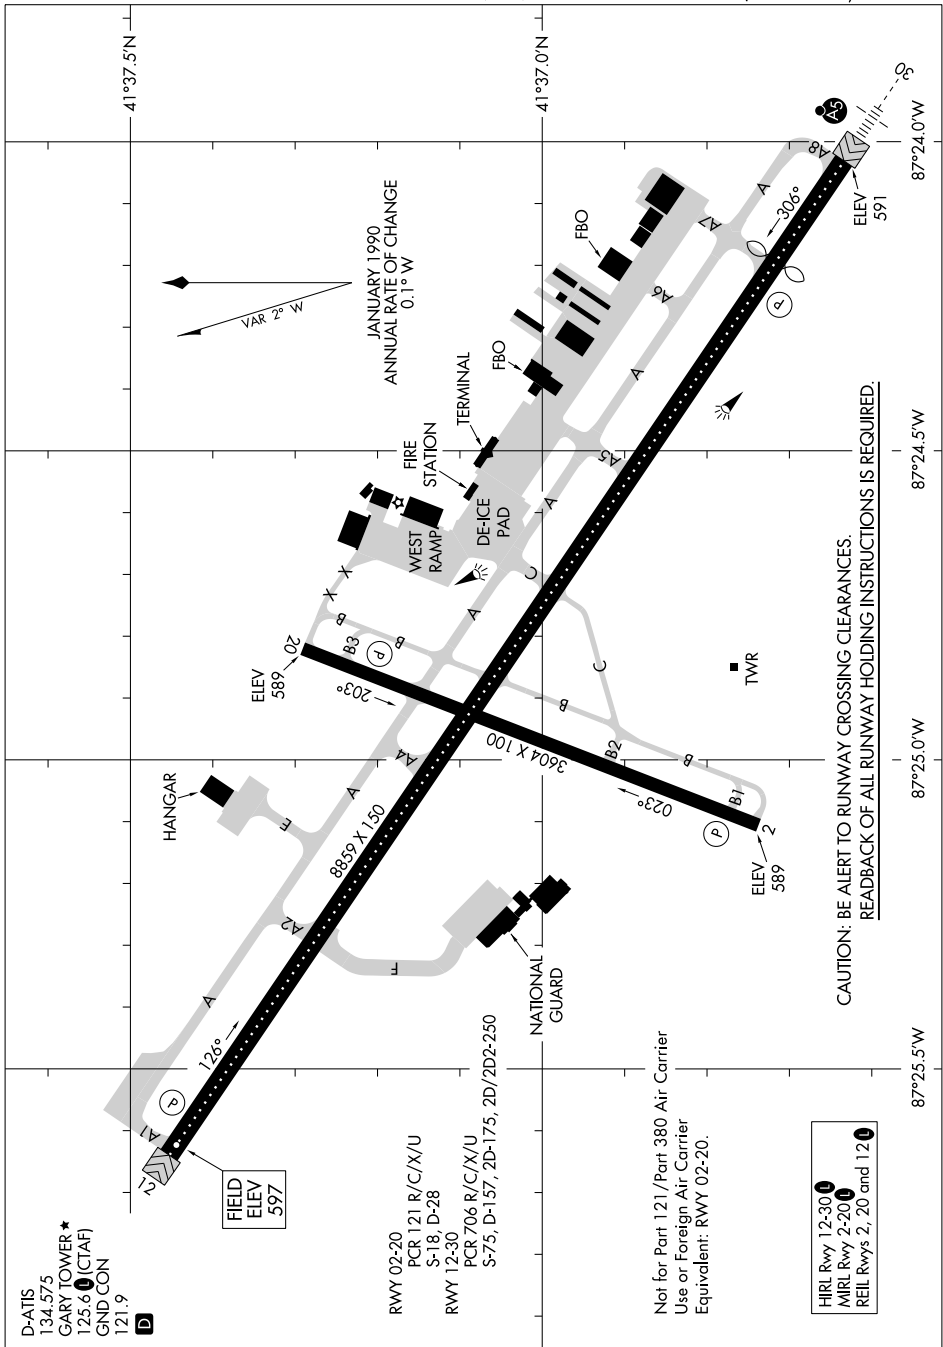 D-ATIS
134.575
GARY TOWER ★
125.6 L (CTAF)
GND CON
121.9
D
41°37.5'N
41°37.0'N
JANUARY 1990
ANNUAL RATE OF CHANGE
0.1° W
VAR 2° W
FBO
FBO
TERMINAL
FIRE
STATION
DE-ICE
PAD
WEST
RAMP
HANGAR
NATIONAL
GUARD
TWR
12
FIELD
ELEV
597
126°
8859 X 150
306°
30
ELEV
591
A5
20
ELEV
589
203°
3604 X 100
023°
2
ELEV
589
A1
A
A2
A
A4
A
A
A5
A
A6
A7
A
A8
B
B
B3
B
B2
B
B1
C
C
E
F
X
X
P
P
P
P
87°24.0'W
87°24.5'W
87°25.0'W
87°25.5'W
RWY 02-20
PCR 121 R/C/X/U
S-18, D-28
RWY 12-30
PCR 706 R/C/X/U
S-75, D-157, 2D-175, 2D/2D2-250
Not for Part 121/Part 380 Air Carrier
Use or Foreign Air Carrier
Equivalent: RWY 02-20.
CAUTION: BE ALERT TO RUNWAY CROSSING CLEARANCES.
READBACK OF ALL RUNWAY HOLDING INSTRUCTIONS IS REQUIRED.
HIRL Rwy 12-30 L
MIRL Rwy 2-20 L
REIL Rwys 2, 20 and 12 L